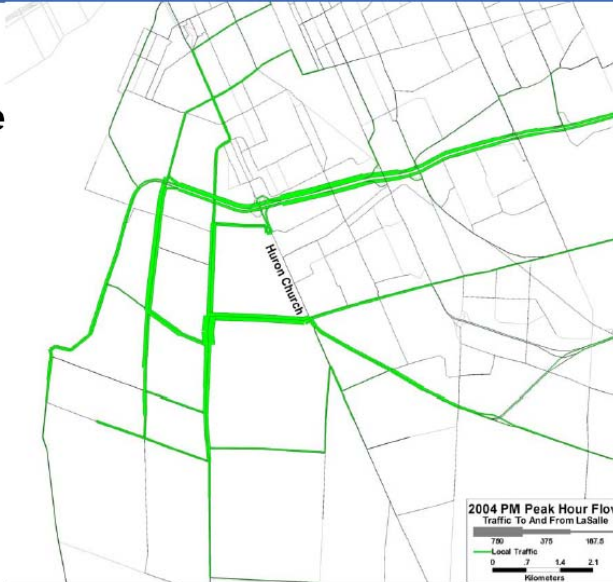 e
Huron Church
2004 PM Peak Hour Flow
Traffic To And From LaSalle
750 375 187.5
Local Traffic
0 .7 1.4 2.1
Kilometers